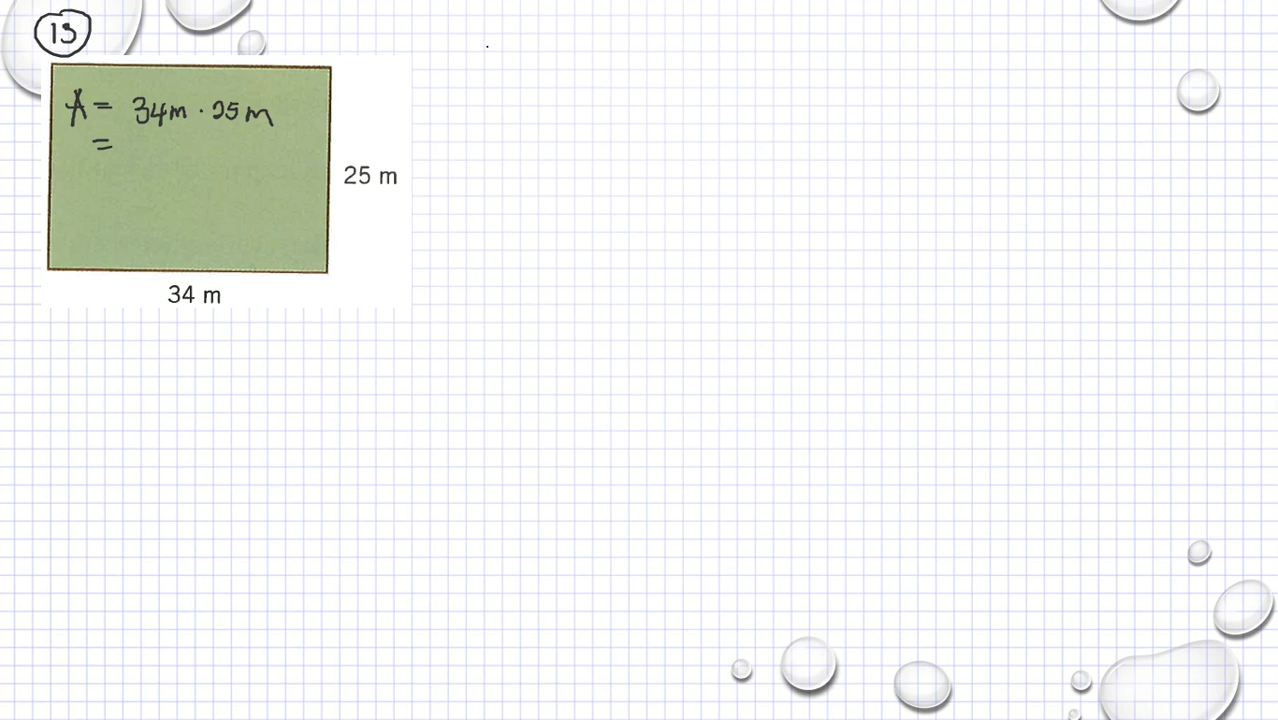 13
A = 34m · 25m
=
25 m
34 m